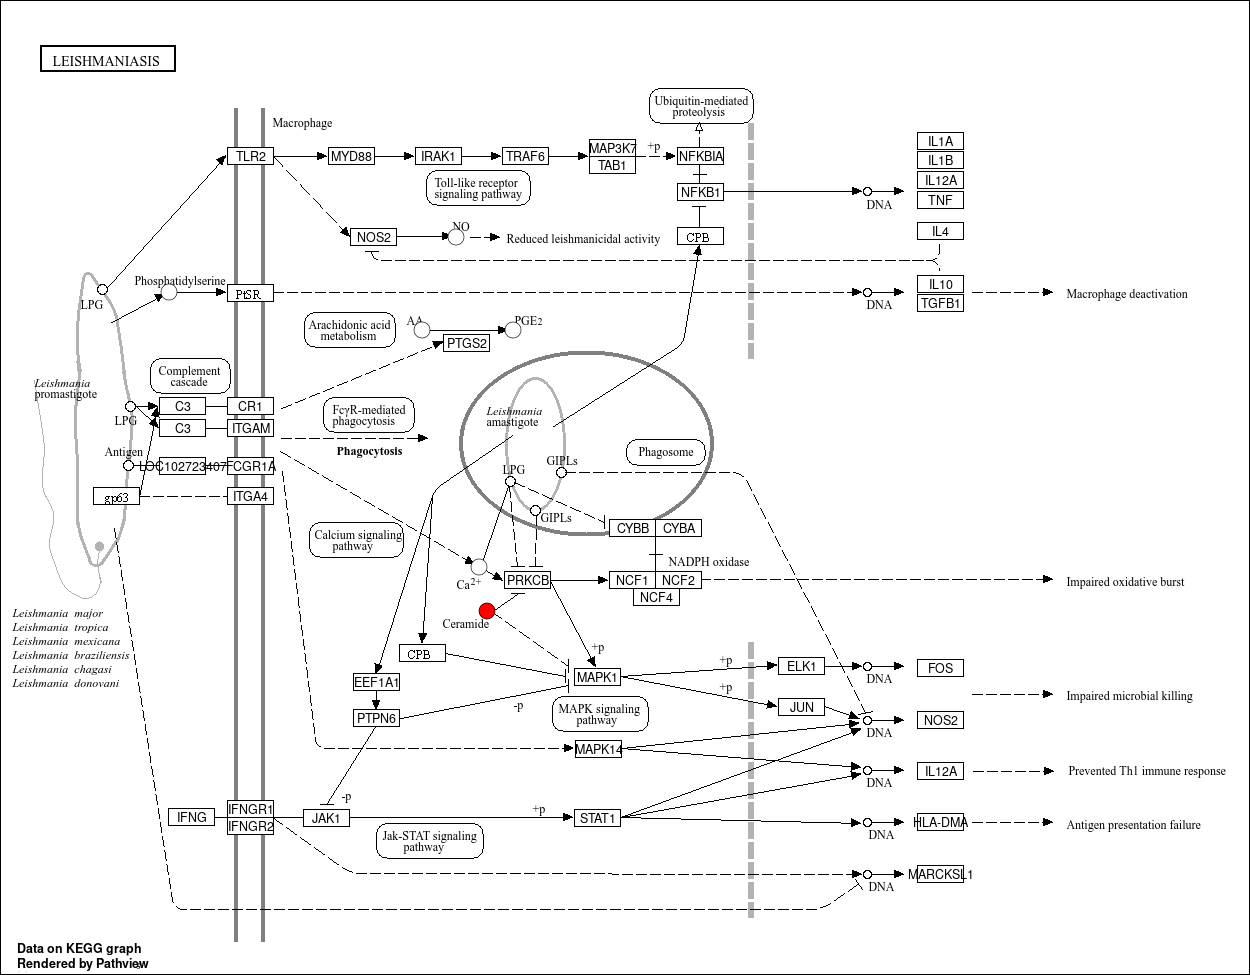 LEISHMANIASIS
Ubiquitin-mediated
proteolysis
Macrophage
TLR2
MYD88
IRAK1
TRAF6
MAP3K7
TAB1
+p
NFKBIA
IL1A
IL1B
IL12A
TNF
Toll-like receptor
signaling pathway
NFKB1
DNA
NOS2
NO
Reduced leishmanicidal activity
CPB
IL4
Phosphatidylserine
LPG
PtSR
DNA
IL10
TGFB1
Macrophage deactivation
Arachidonic acid
metabolism
AA
PGE2
PTGS2
Complement
cascade
Leishmania
promastigote
LPG
C3
CR1
C3
ITGAM
FcγR-mediated
phagocytosis
Phagocytosis
Leishmania
amastigote
Phagosome
Antigen
LOC102723407
FCGR1A
gp63
ITGA4
LPG
GIPLs
GIPLs
CYBB
CYBA
Calcium signaling
pathway
NADPH oxidase
Ca2+
PRKCB
NCF1
NCF2
NCF4
Impaired oxidative burst
Ceramide
Leishmania major
Leishmania tropica
Leishmania mexicana
Leishmania braziliensis
Leishmania chagasi
Leishmania donovani
CPB
+p
MAPK1
+p
ELK1
DNA
FOS
EEF1A1
+p
Impaired microbial killing
PTPN6
-p
MAPK signaling
pathway
JUN
DNA
NOS2
MAPK14
DNA
IL12A
Prevented Th1 immune response
-p
IFNG
IFNGR1
IFNGR2
JAK1
+p
STAT1
DNA
HLA-DMA
Antigen presentation failure
Jak-STAT signaling
pathway
DNA
MARCKSL1
Data on KEGG graph
Rendered by Pathview